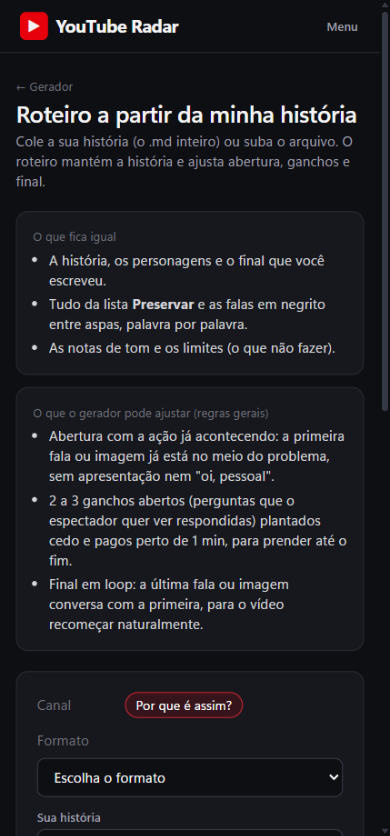 YouTube Radar
Menu
← Gerador
Roteiro a partir da minha história
Cole a sua história (o .md inteiro) ou suba o arquivo. O
roteiro mantém a história e ajusta abertura, ganchos e
final.
O que fica igual
• A história, os personagens e o final que você
escreveu.
• Tudo da lista Preservar e as falas em negrito
entre aspas, palavra por palavra.
• As notas de tom e os limites (o que não fazer).
O que o gerador pode ajustar (regras gerais)
• Abertura com a ação já acontecendo: a primeira
fala ou imagem já está no meio do problema,
sem apresentação nem "oi, pessoal".
• 2 a 3 ganchos abertos (perguntas que o
espectador quer ver respondidas) plantados
cedo e pagos perto de 1 min, para prender até o
fim.
• Final em loop: a última fala ou imagem
conversa com a primeira, para o vídeo
recomeçar naturalmente.
Canal
Por que é assim?
Formato
Escolha o formato
Sua história